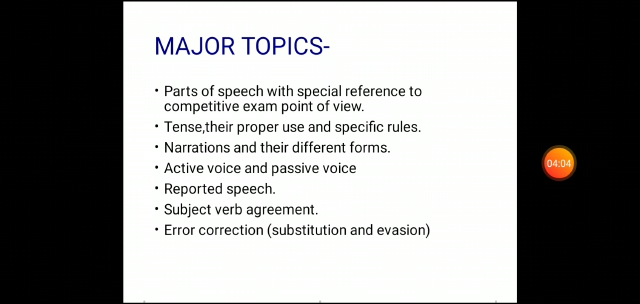 MAJOR TOPICS-
• Parts of speech with special reference to
competitive exam point of view.
• Tense,their proper use and specific rules.
• Narrations and their different forms.
• Active voice and passive voice
• Reported speech.
• Subject verb agreement.
• Error correction (substitution and evasion)
04:04